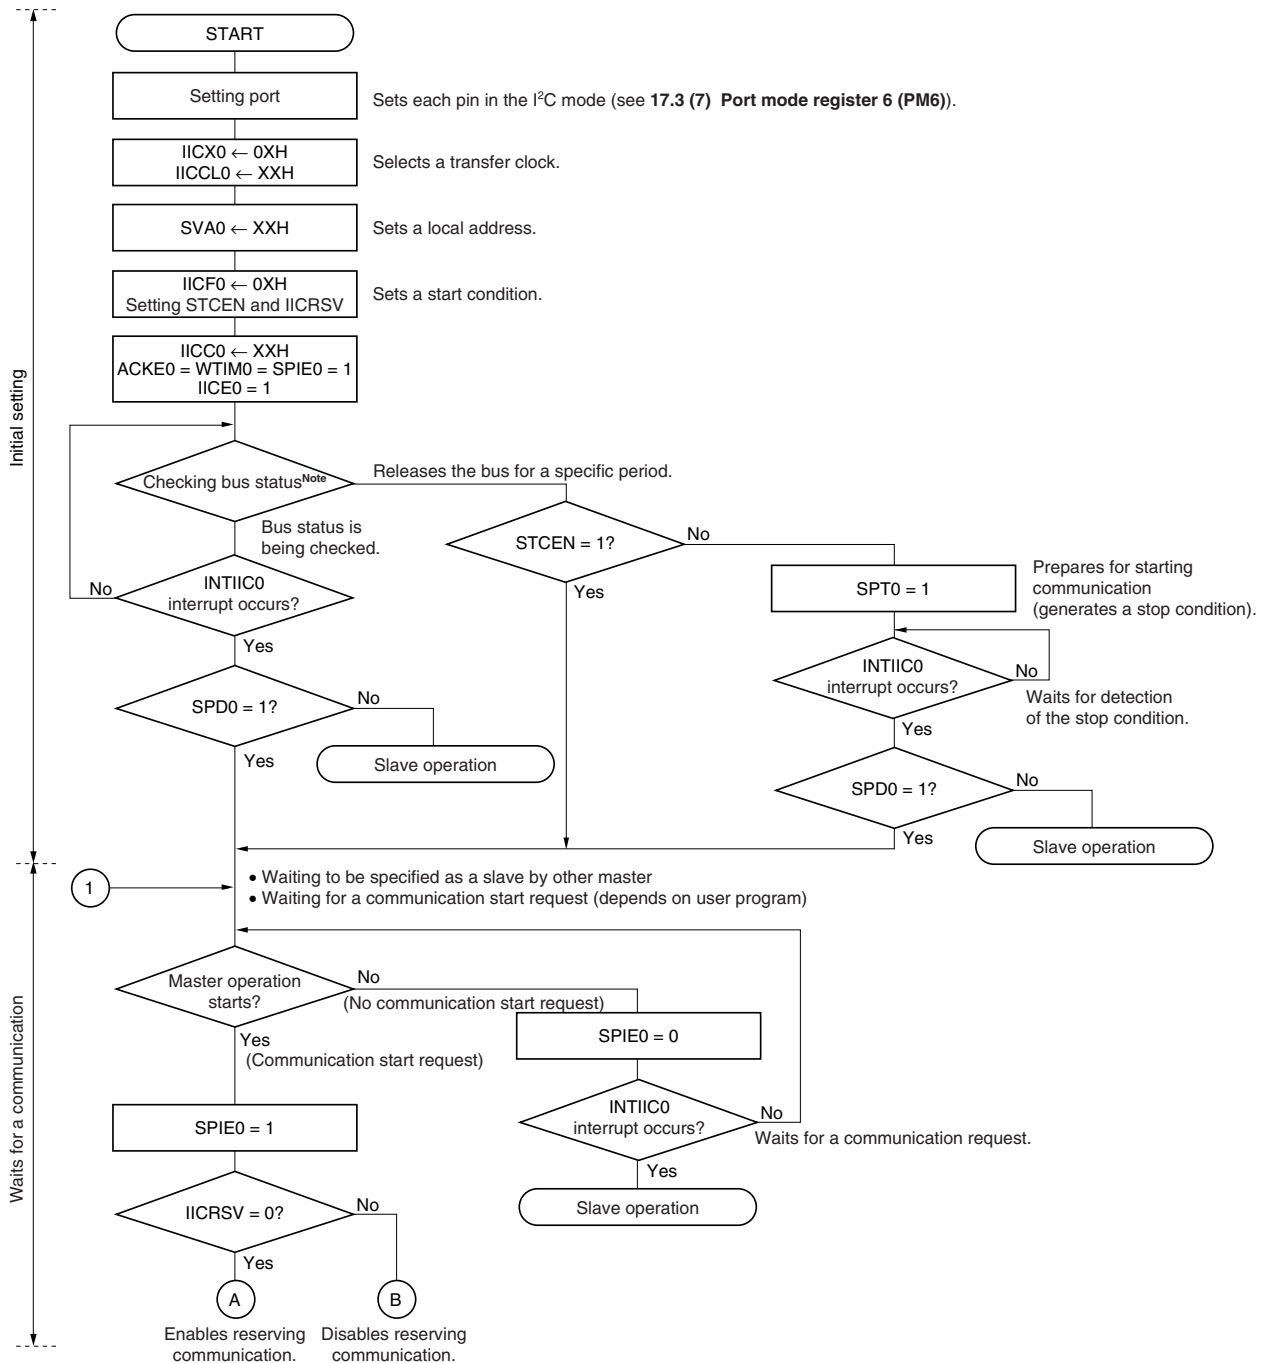 START
Setting port
Sets each pin in the I²C mode (see 17.3 (7) Port mode register 6 (PM6)).
IICX0 ← 0XH
IICCL0 ← XXH
Selects a transfer clock.
SVA0 ← XXH
Sets a local address.
IICF0 ← 0XH
Setting STCEN and IICRSV
Sets a start condition.
IICC0 ← XXH
ACKE0 = WTIM0 = SPIE0 = 1
IICE0 = 1
Initial setting
Checking bus statusNote
Releases the bus for a specific period.
Bus status is
being checked.
STCEN = 1?
No
Yes
SPT0 = 1
Prepares for starting
communication
(generates a stop condition).
INTIIC0
interrupt occurs?
No
Yes
INTIIC0
interrupt occurs?
No
Waits for detection
of the stop condition.
Yes
SPD0 = 1?
No
Yes
Slave operation
SPD0 = 1?
No
Yes
Slave operation
1
• Waiting to be specified as a slave by other master
• Waiting for a communication start request (depends on user program)
Waits for a communication
Master operation
starts?
No
(No communication start request)
Yes
(Communication start request)
SPIE0 = 0
INTIIC0
interrupt occurs?
No
Waits for a communication request.
Yes
Slave operation
SPIE0 = 1
IICRSV = 0?
No
Yes
A
B
Enables reserving
communication.
Disables reserving
communication.